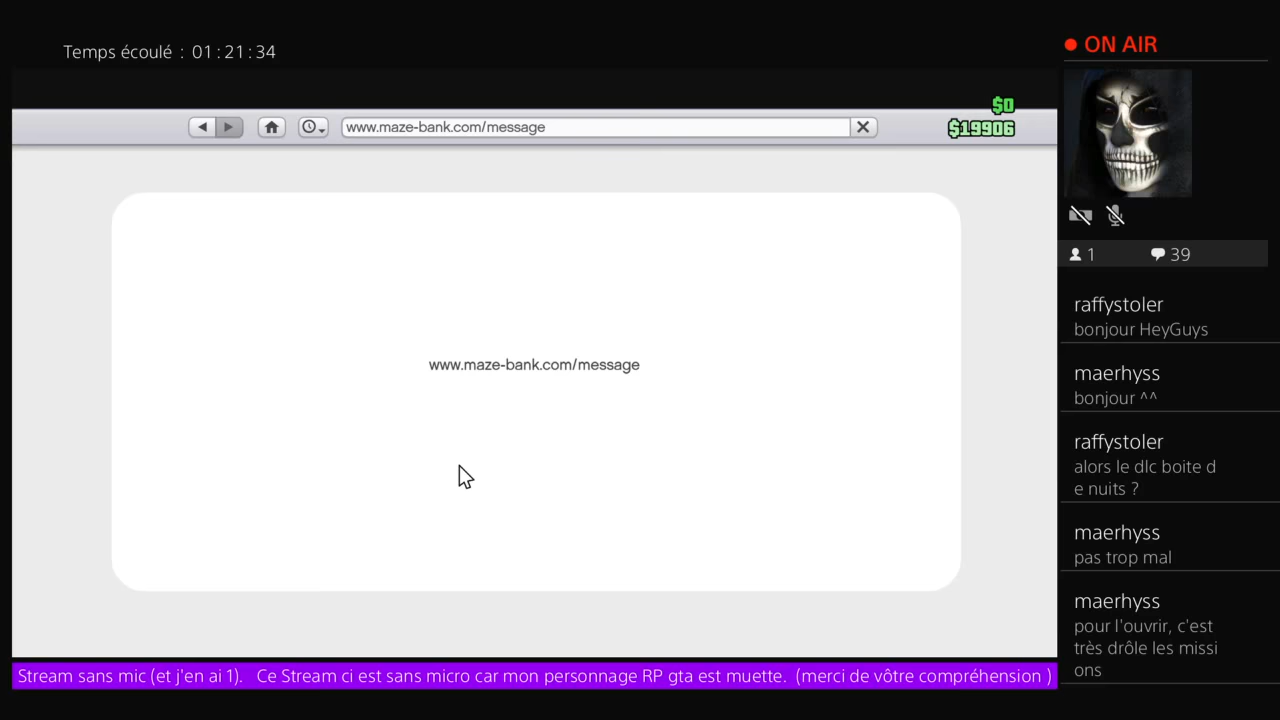 Temps écoulé : 01:21:34
ON AIR
$0
www.maze-bank.com/message
$19906
1
39
raffystoler
bonjour HeyGuys
www.maze-bank.com/message
maerhyss
bonjour ^^
raffystoler
alors le dlc boite d
e nuits ?
maerhyss
pas trop mal
maerhyss
pour l'ouvrir, c'est
très drôle les missi
ons
Stream sans mic (et j'en ai 1). Ce Stream ci est sans micro car mon personnage RP gta est muette. (merci de vôtre compréhension )